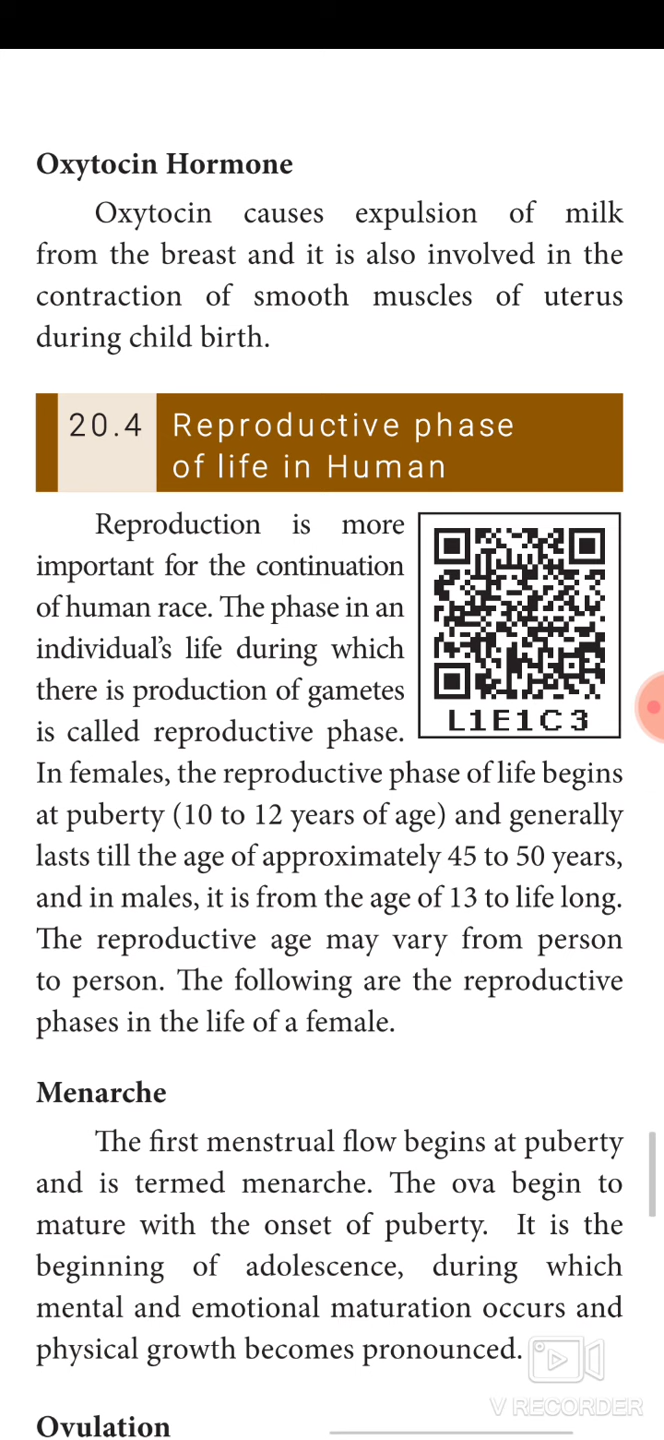 Oxytocin Hormone
Oxytocin causes expulsion of milk
from the breast and it is also involved in the
contraction of smooth muscles of uterus
during child birth.
20.4 Reproductive phase
of life in Human
Reproduction is more
important for the continuation
of human race. The phase in an
individual's life during which
there is production of gametes
is called reproductive phase.
L1E1C3
In females, the reproductive phase of life begins
at puberty (10 to 12 years of age) and generally
lasts till the age of approximately 45 to 50 years,
and in males, it is from the age of 13 to life long.
The reproductive age may vary from person
to person. The following are the reproductive
phases in the life of a female.
Menarche
The first menstrual flow begins at puberty
and is termed menarche. The ova begin to
mature with the onset of puberty. It is the
beginning of adolescence, during which
mental and emotional maturation occurs and
physical growth becomes pronounced.
V RECORDER
Ovulation